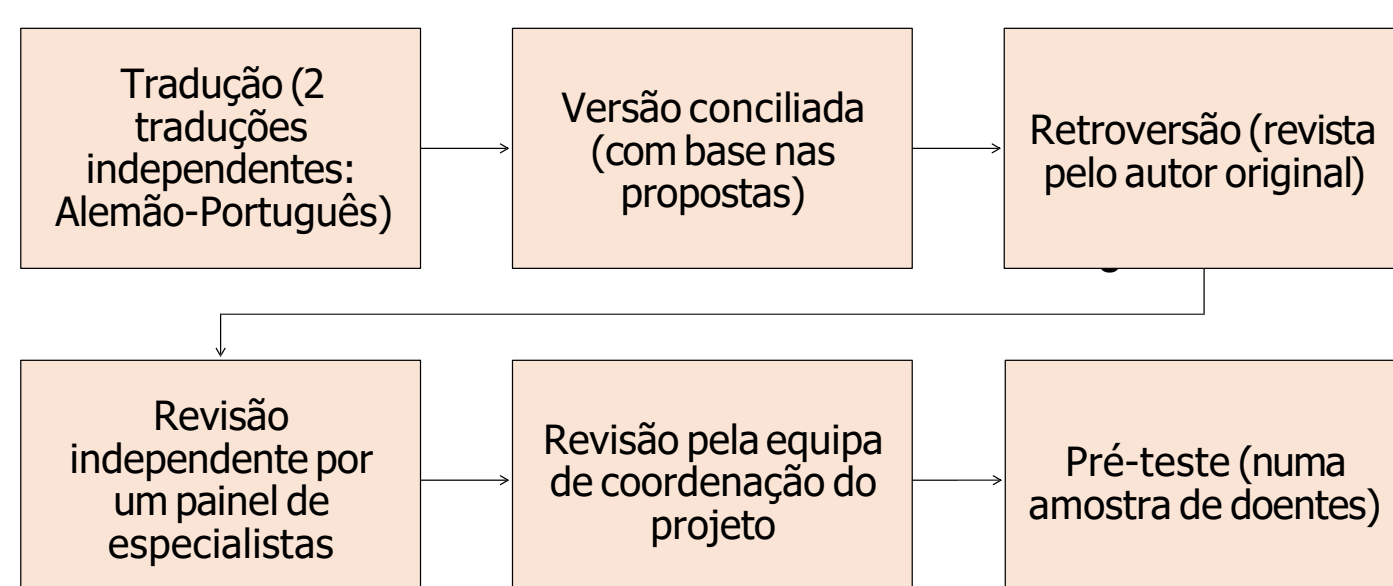 Tradução (2
traduções
independentes:
Alemão-Português)
Versão conciliada
(com base nas
propostas)
Retroversão (revista
pelo autor original)
Revisão
independente por
um painel de
especialistas
Revisão pela equipa
de coordenação do
projeto
Pré-teste (numa
amostra de doentes)